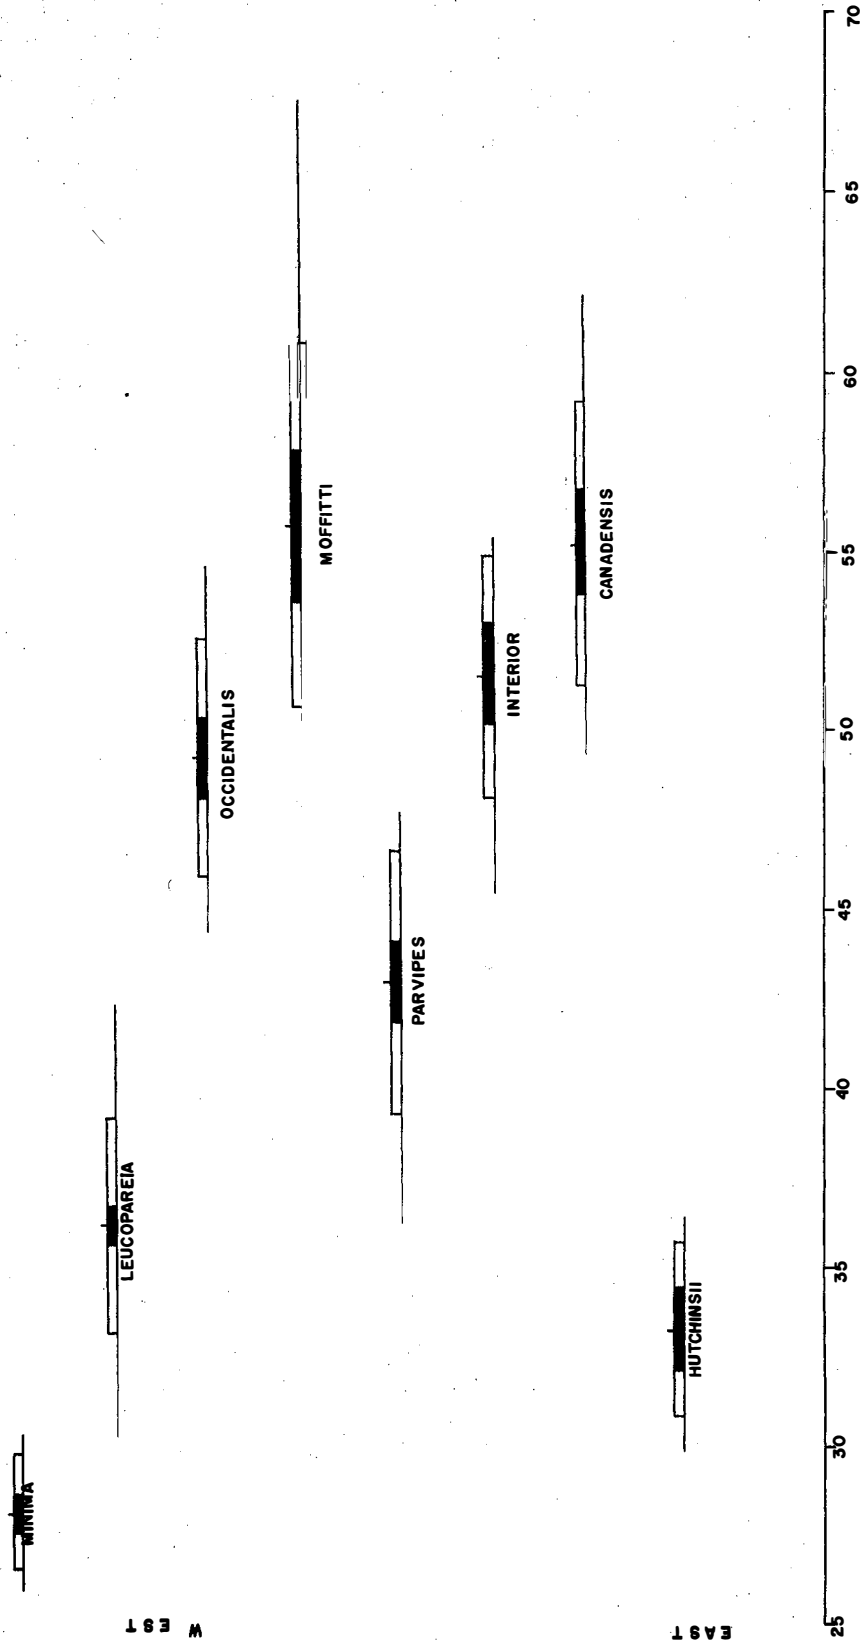 MINIMA
LEUCOPAREIA
OCCIDENTALIS
MOFFITTI
PARVIPES
INTERIOR
CANADENSIS
HUTCHINSII
WEST
EAST
25
30
35
40
45
50
55
60
65
70